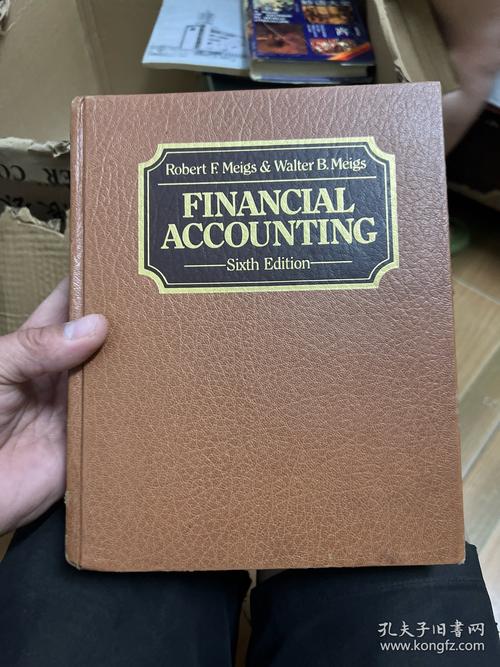 Robert F. Meigs & Walter B. Meigs
FINANCIAL
ACCOUNTING
Sixth Edition
孔夫子旧书网
www.kongfz.com